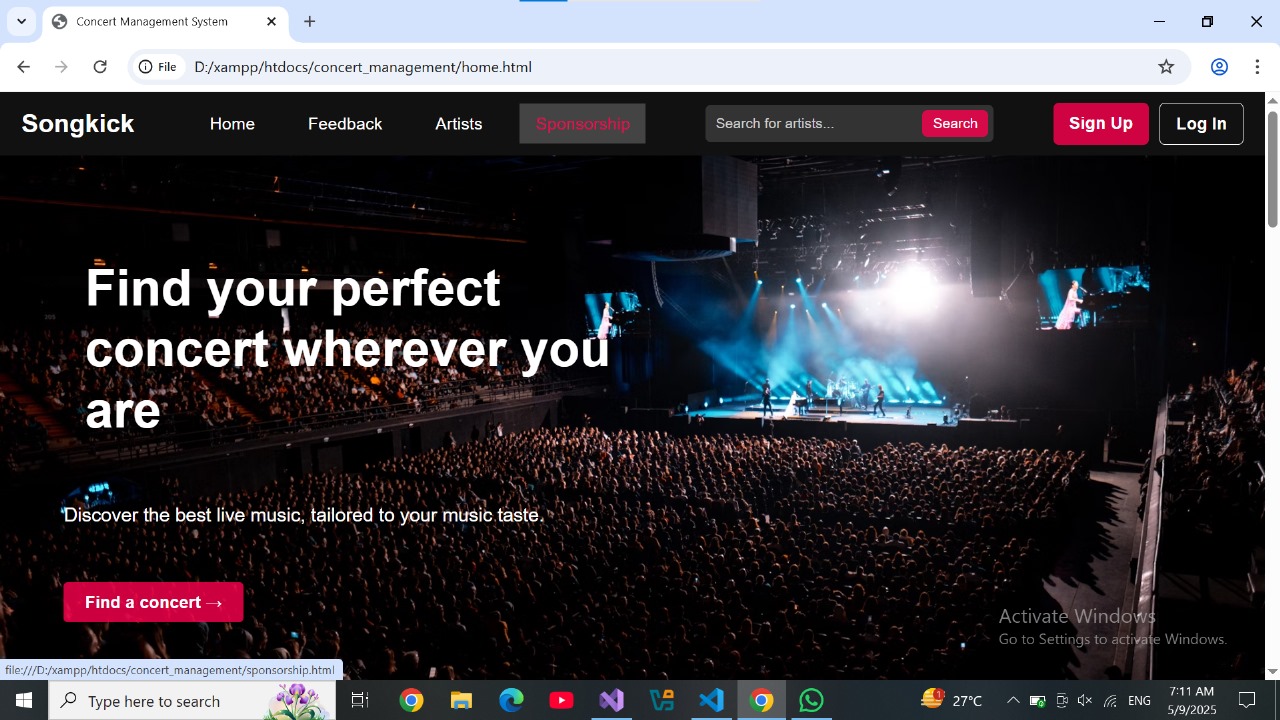 Concert Management System
File
D:/xampp/htdocs/concert_management/home.html
Songkick
Home
Feedback
Artists
Sponsorship
Search for artists...
Search
Sign Up
Log In
Find your perfect
concert wherever you
are
Discover the best live music, tailored to your music taste.
Find a concert →
Activate Windows
Go to Settings to activate Windows.
file:///D:/xampp/htdocs/concert_management/sponsorship.html
Type here to search
1
27°C
ENG
7:11 AM
5/9/2025